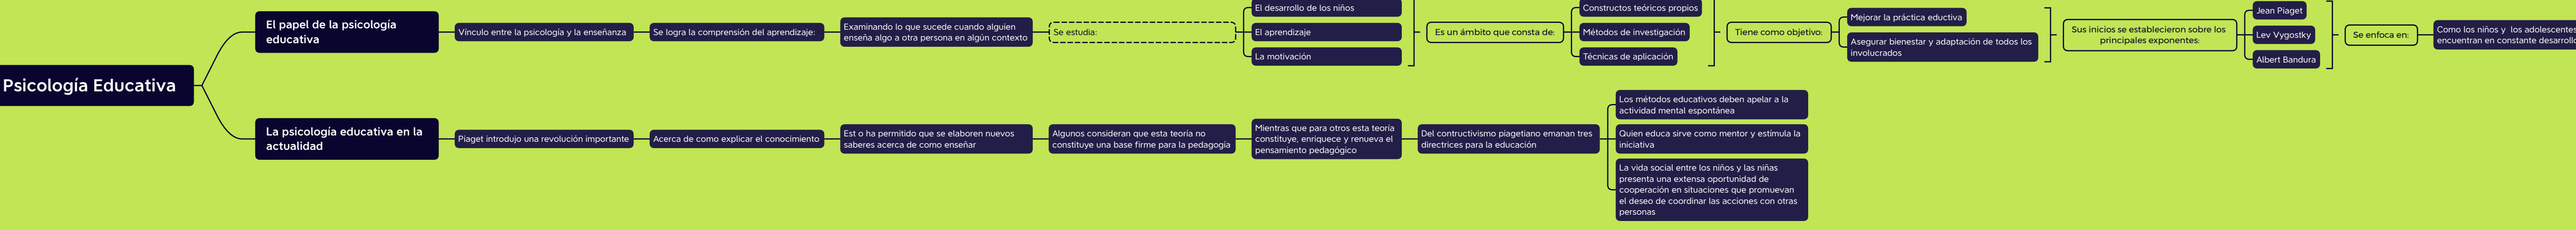 Psicología Educativa
El papel de la psicología
educativa
Vínculo entre la psicología y la enseñanza
Se logra la comprensión del aprendizaje:
Examinando lo que sucede cuando alguien
enseña algo a otra persona en algún contexto
Se estudia:
El desarrollo de los niños
El aprendizaje
La motivación
Es un ámbito que consta de:
Constructos teóricos propios
Métodos de investigación
Técnicas de aplicación
Tiene como objetivo:
Mejorar la práctica eductiva
Asegurar bienestar y adaptación de todos los
involucrados
Sus inicios se establecieron sobre los
principales exponentes:
Jean Piaget
Lev Vygostky
Albert Bandura
Se enfoca en:
Como los niños y los adolescentes
encuentran en constante desarrollo
La psicología educativa en la
actualidad
Piaget introdujo una revolución importante
Acerca de como explicar el conocimiento
Est o ha permitido que se elaboren nuevos
saberes acerca de como enseñar
Algunos consideran que esta teoría no
constituye una base firme para la pedagogía
Mientras que para otros esta teoría
constituye, enriquece y renueva el
pensamiento pedagógico
Del contructivismo piagetiano emanan tres
directrices para la educación
Los métodos educativos deben apelar a la
actividad mental espontánea
Quien educa sirve como mentor y estímula la
iniciativa
La vida social entre los niños y las niñas
presenta una extensa oportunidad de
cooperación en situaciones que promuevan
el deseo de coordinar las acciones con otras
personas